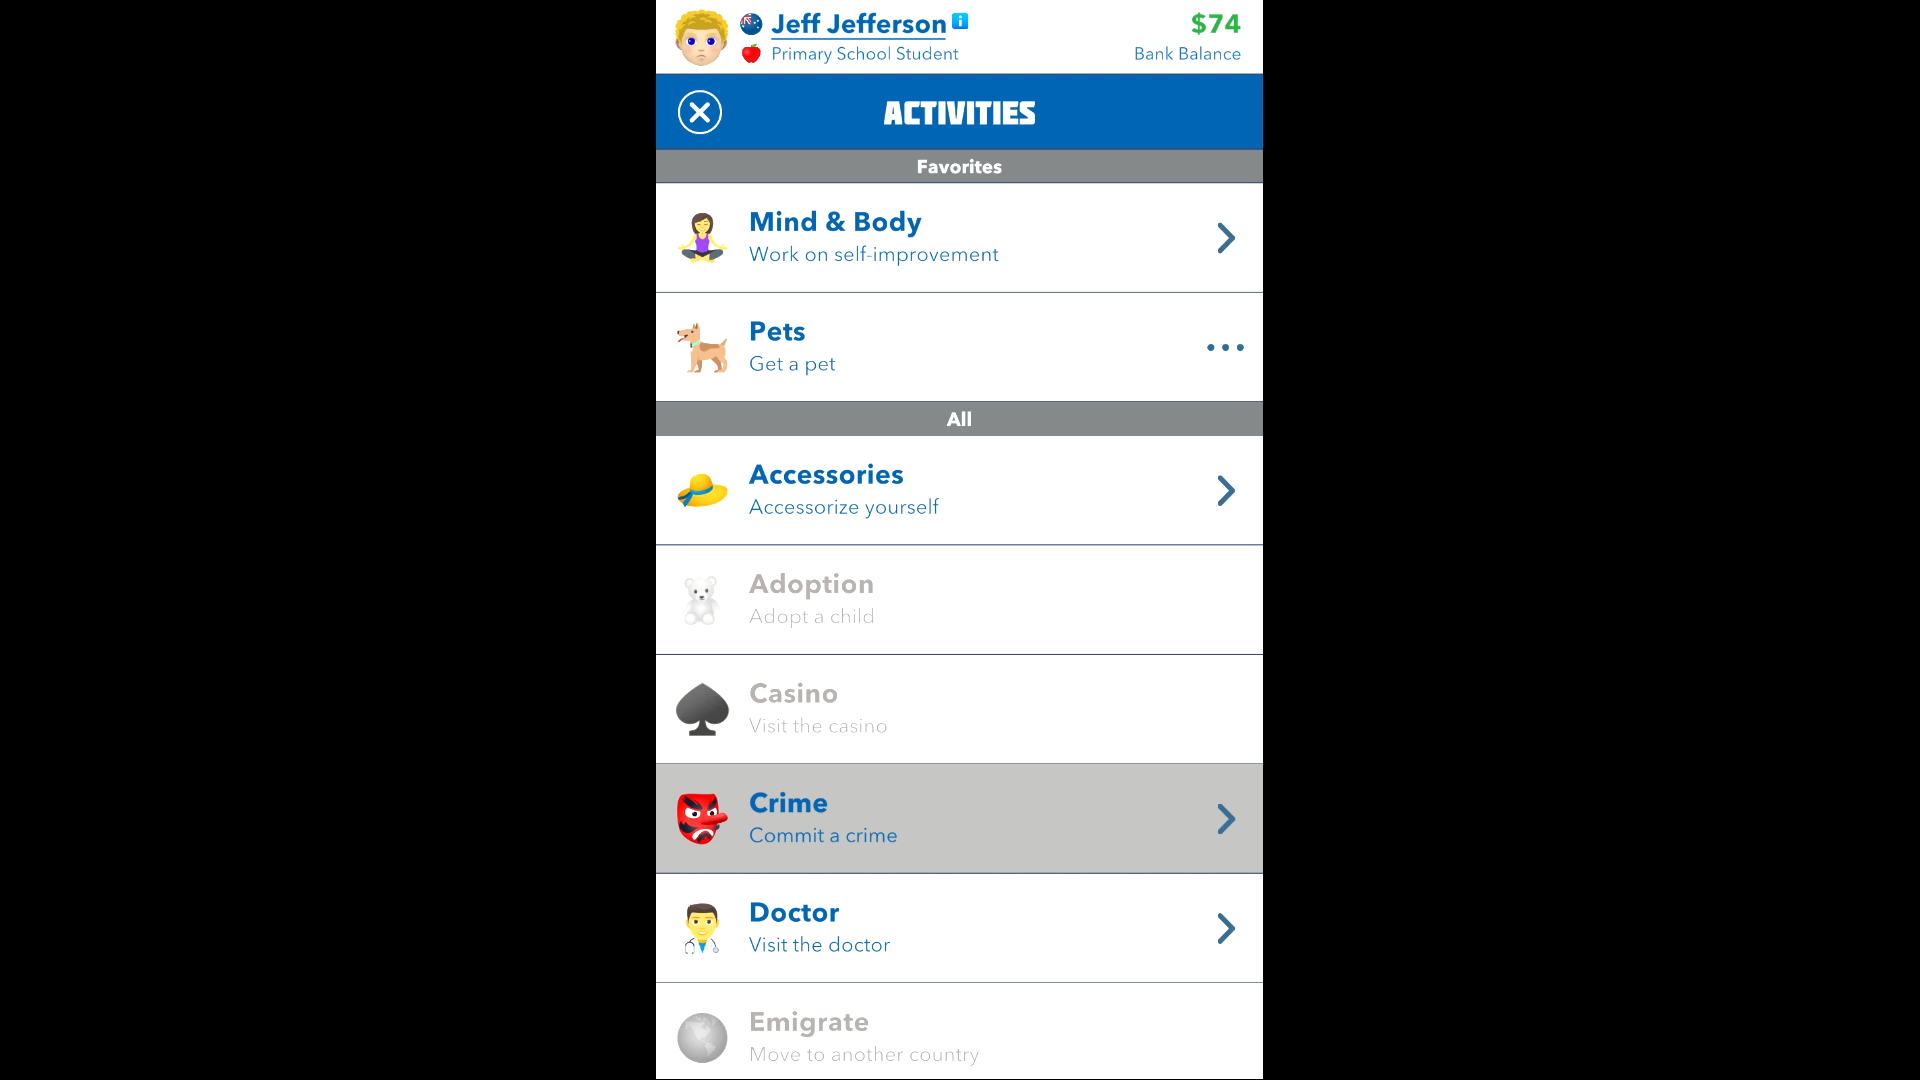 Jeff Jefferson
$74
Primary School Student
Bank Balance
ACTIVITIES
Favorites
Mind & Body
Work on self-improvement
Pets
Get a pet
All
Accessories
Accessorize yourself
Adoption
Adopt a child
Casino
Visit the casino
Crime
Commit a crime
Doctor
Visit the doctor
Emigrate
Move to another country